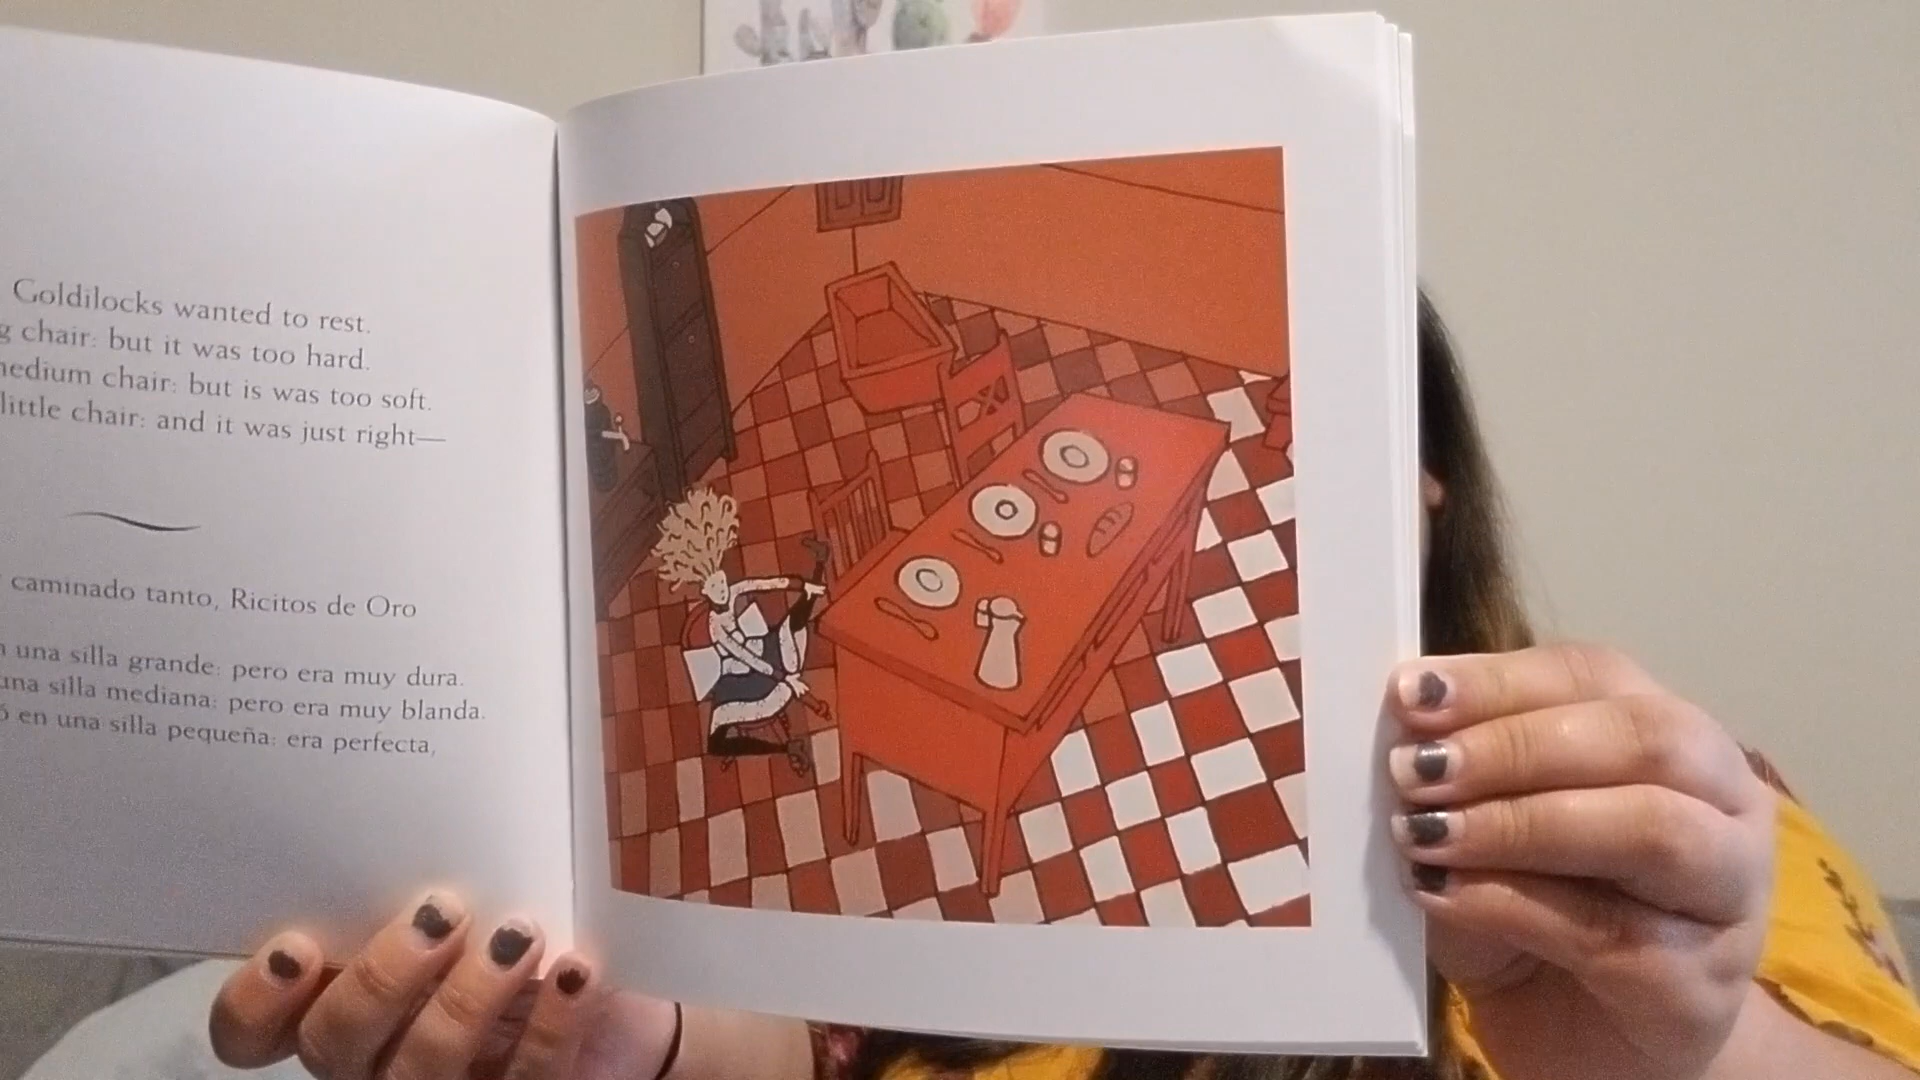 Goldilocks wanted to rest.
chair: but it was too hard.
medium chair: but is was too soft.
little chair: and it was just right—
caminado tanto, Ricitos de Oro
una silla grande: pero era muy dura.
una silla mediana: pero era muy blanda.
en una silla pequeña: era perfecta,